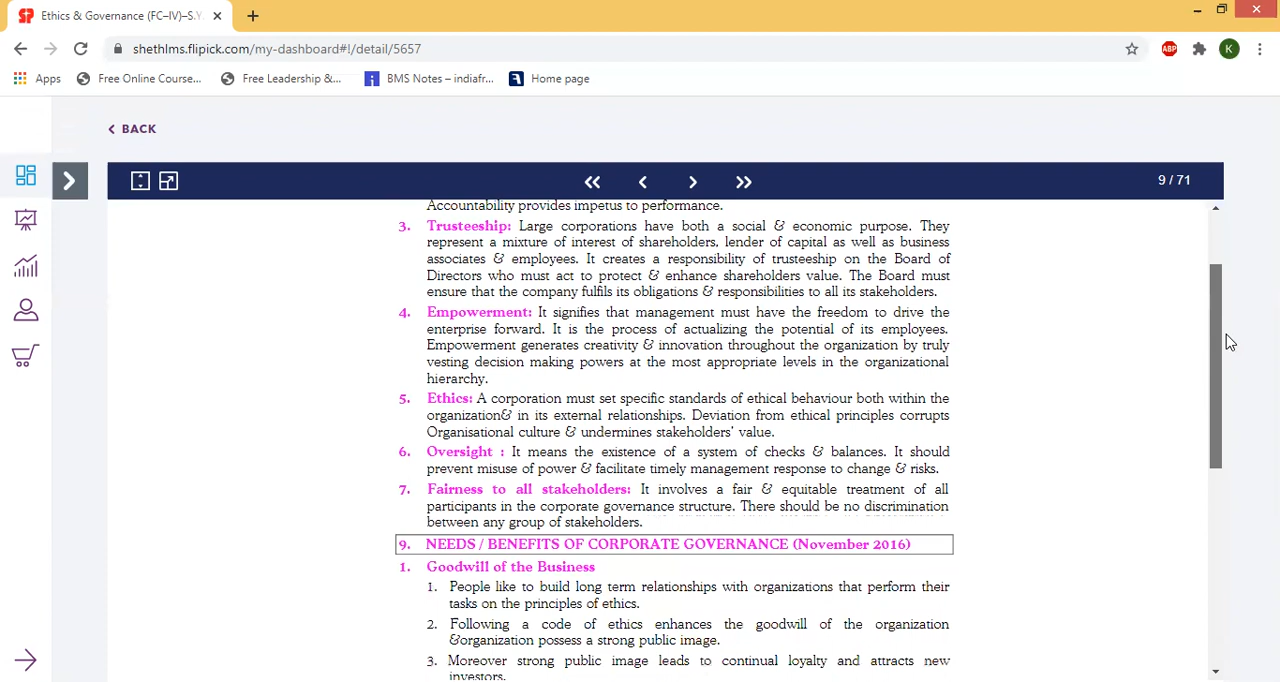 Ethics & Governance (FC–IV)–S.Y.
shethlms.flipick.com/my-dashboard#!/detail/5657
ABP
K
Apps
Free Online Course...
Free Leadership &...
BMS Notes – indiafr...
Home page
BACK
9 / 71
Accountability provides impetus to performance.
3. Trusteeship: Large corporations have both a social & economic purpose. They
represent a mixture of interest of shareholders, lender of capital as well as business
associates & employees. It creates a responsibility of trusteeship on the Board of
Directors who must act to protect & enhance shareholders value. The Board must
ensure that the company fulfils its obligations & responsibilities to all its stakeholders.
4. Empowerment: It signifies that management must have the freedom to drive the
enterprise forward. It is the process of actualizing the potential of its employees.
Empowerment generates creativity & innovation throughout the organization by truly
vesting decision making powers at the most appropriate levels in the organizational
hierarchy.
5. Ethics: A corporation must set specific standards of ethical behaviour both within the
organization& in its external relationships. Deviation from ethical principles corrupts
Organisational culture & undermines stakeholders' value.
6. Oversight : It means the existence of a system of checks & balances. It should
prevent misuse of power & facilitate timely management response to change & risks.
7. Fairness to all stakeholders: It involves a fair & equitable treatment of all
participants in the corporate governance structure. There should be no discrimination
between any group of stakeholders.
9. NEEDS / BENEFITS OF CORPORATE GOVERNANCE (November 2016)
1. Goodwill of the Business
1. People like to build long term relationships with organizations that perform their
tasks on the principles of ethics.
2. Following a code of ethics enhances the goodwill of the organization
&organization possess a strong public image.
3. Moreover strong public image leads to continual loyalty and attracts new
investors.